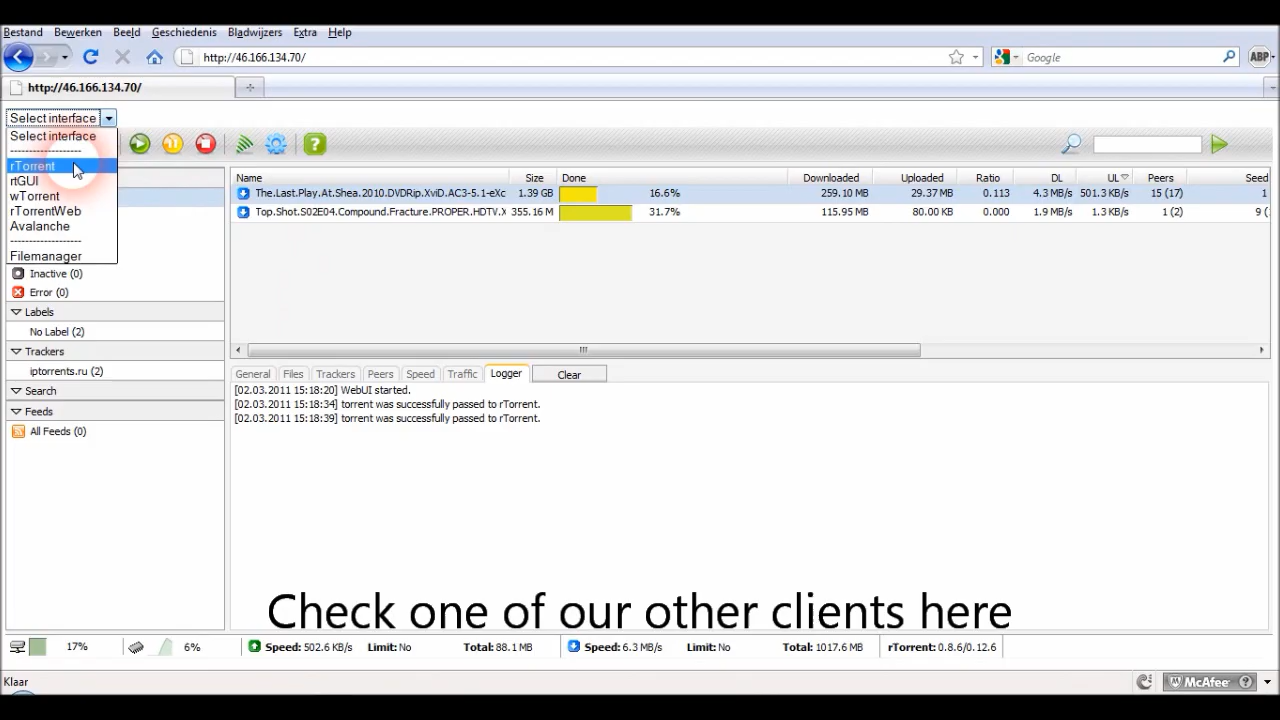 Bestand Bewerken Beeld Geschiedenis Bladwijzers Extra Help
http://46.166.134.70/
Google
ABP
http://46.166.134.70/
Select interface
Select interface
--------------------
rTorrent
rtGUI
wTorrent
rTorrentWeb
Avalanche
--------------------
Filemanager
Inactive (0)
Error (0)
Labels
No Label (2)
Trackers
iptorrents.ru (2)
Search
Feeds
All Feeds (0)
Name Size Done Downloaded Uploaded Ratio DL UL Peers Seed
The.Last.Play.At.Shea.2010.DVDRip.XviD.AC3-5.1-eXc 1.39 GB 16.6% 259.10 MB 29.37 MB 0.113 4.3 MB/s 501.3 KB/s 15 (17)
Top.Shot.S02E04.Compound.Fracture.PROPER.HDTV.X 355.16 M 31.7% 115.95 MB 80.00 KB 0.000 1.9 MB/s 1.3 KB/s 1 (2) 9 (
General Files Trackers Peers Speed Traffic Logger Clear
[02.03.2011 15:18:20] WebUI started.
[02.03.2011 15:18:34] torrent was successfully passed to rTorrent.
[02.03.2011 15:18:39] torrent was successfully passed to rTorrent.
Check one of our other clients here
17% 6% Speed: 502.6 KB/s Limit: No Total: 88.1 MB Speed: 6.3 MB/s Limit: No Total: 1017.6 MB rTorrent: 0.8.6/0.12.6
Klaar
McAfee